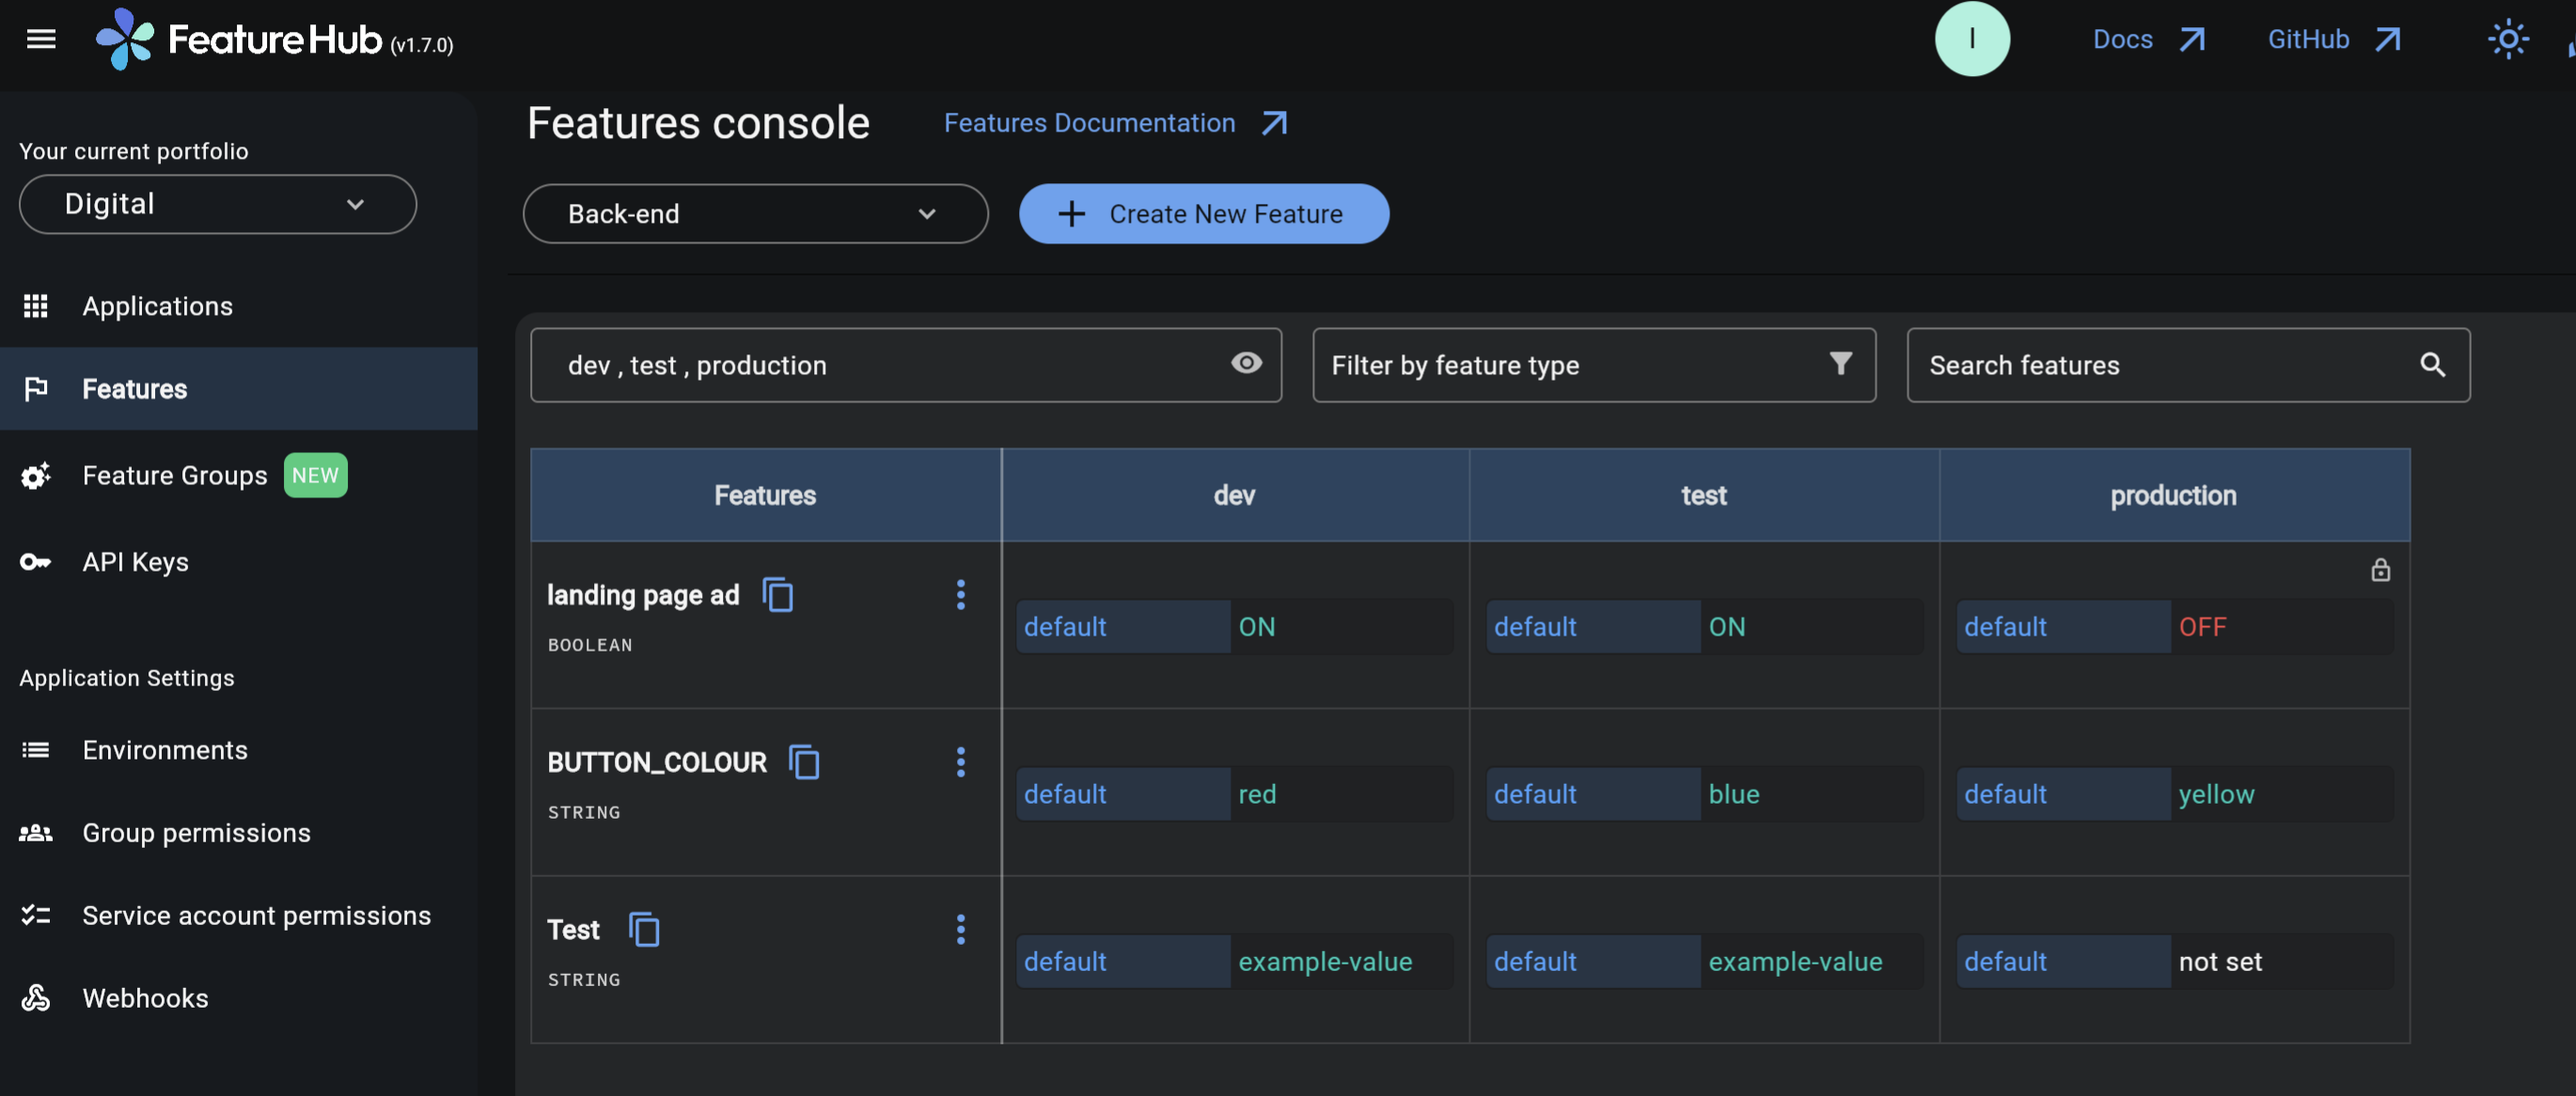 FeatureHub (v1.7.0)
I
Docs
GitHub
Your current portfolio
Digital
Applications
Features
Feature Groups NEW
API Keys
Application Settings
Environments
Group permissions
Service account permissions
Webhooks
Features console
Features Documentation
Back-end
Create New Feature
dev , test , production
Filter by feature type
Search features
Features dev test production
landing page ad
BOOLEAN
default ON default ON default OFF
BUTTON_COLOUR
STRING
default red default blue default yellow
Test
STRING
default example-value default example-value default not set